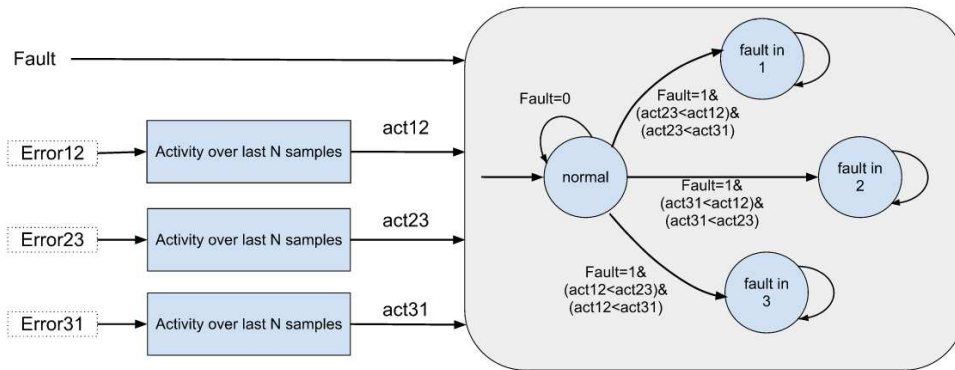 Fault
Error12
Activity over last N samples
act12
Error23
Activity over last N samples
act23
Error31
Activity over last N samples
act31
Fault=0
normal
Fault=1&
(act23<act12)&
(act23<act31)
fault in
1
Fault=1&
(act31<act12)&
(act31<act23)
fault in
2
Fault=1&
(act12<act23)&
(act12<act31)
fault in
3